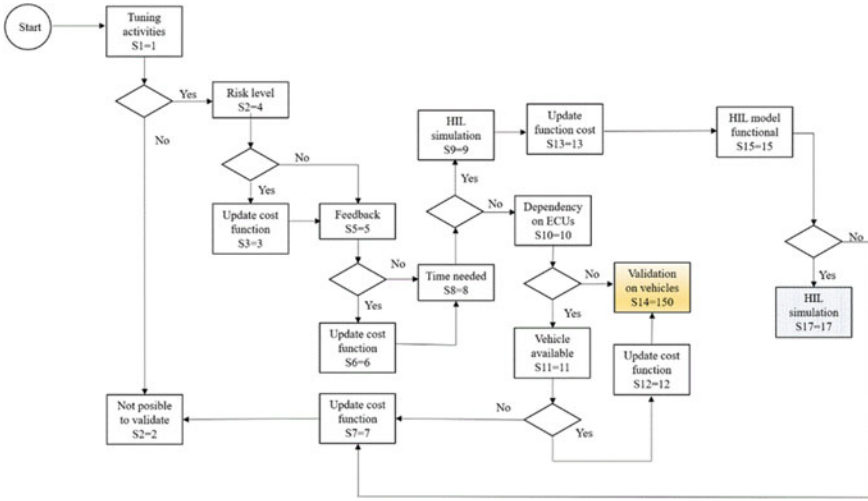 Start
Tuning
activities
S1=1
Yes
No
Risk level
S2=4
No
Yes
Update cost
function
S3=3
Feedback
S5=5
No
Yes
Update cost
function
S6=6
Time needed
S8=8
Yes
No
HIL
simulation
S9=9
Update
function cost
S13=13
HIL model
functional
S15=15
No
Yes
HIL
simulation
S17=17
Dependency
on ECUs
S10=10
No
Yes
Validation
on vehicles
S14=150
Vehicle
available
S11=11
Update cost
function
S12=12
No
Yes
Update cost
function
S7=7
Not posible
to validate
S2=2